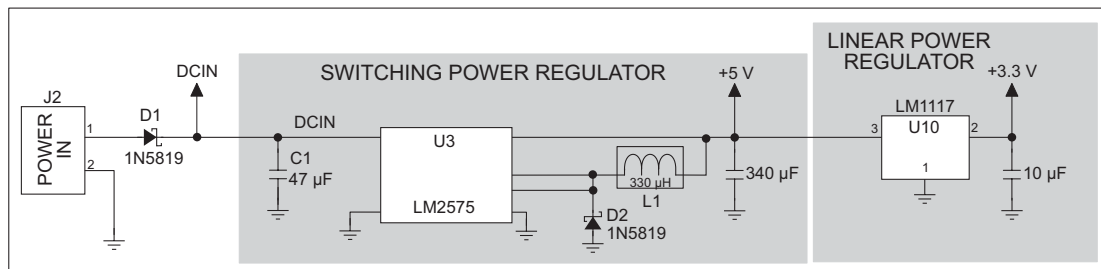 LINEAR POWER
REGULATOR
SWITCHING POWER REGULATOR
DCIN
+5 V
+3.3 V
J2
POWER
IN
1
2
D1
1N5819
DCIN
C1
47 µF
U3
LM2575
330 µH
L1
D2
1N5819
340 µF
LM1117
3
U10
2
1
10 µF